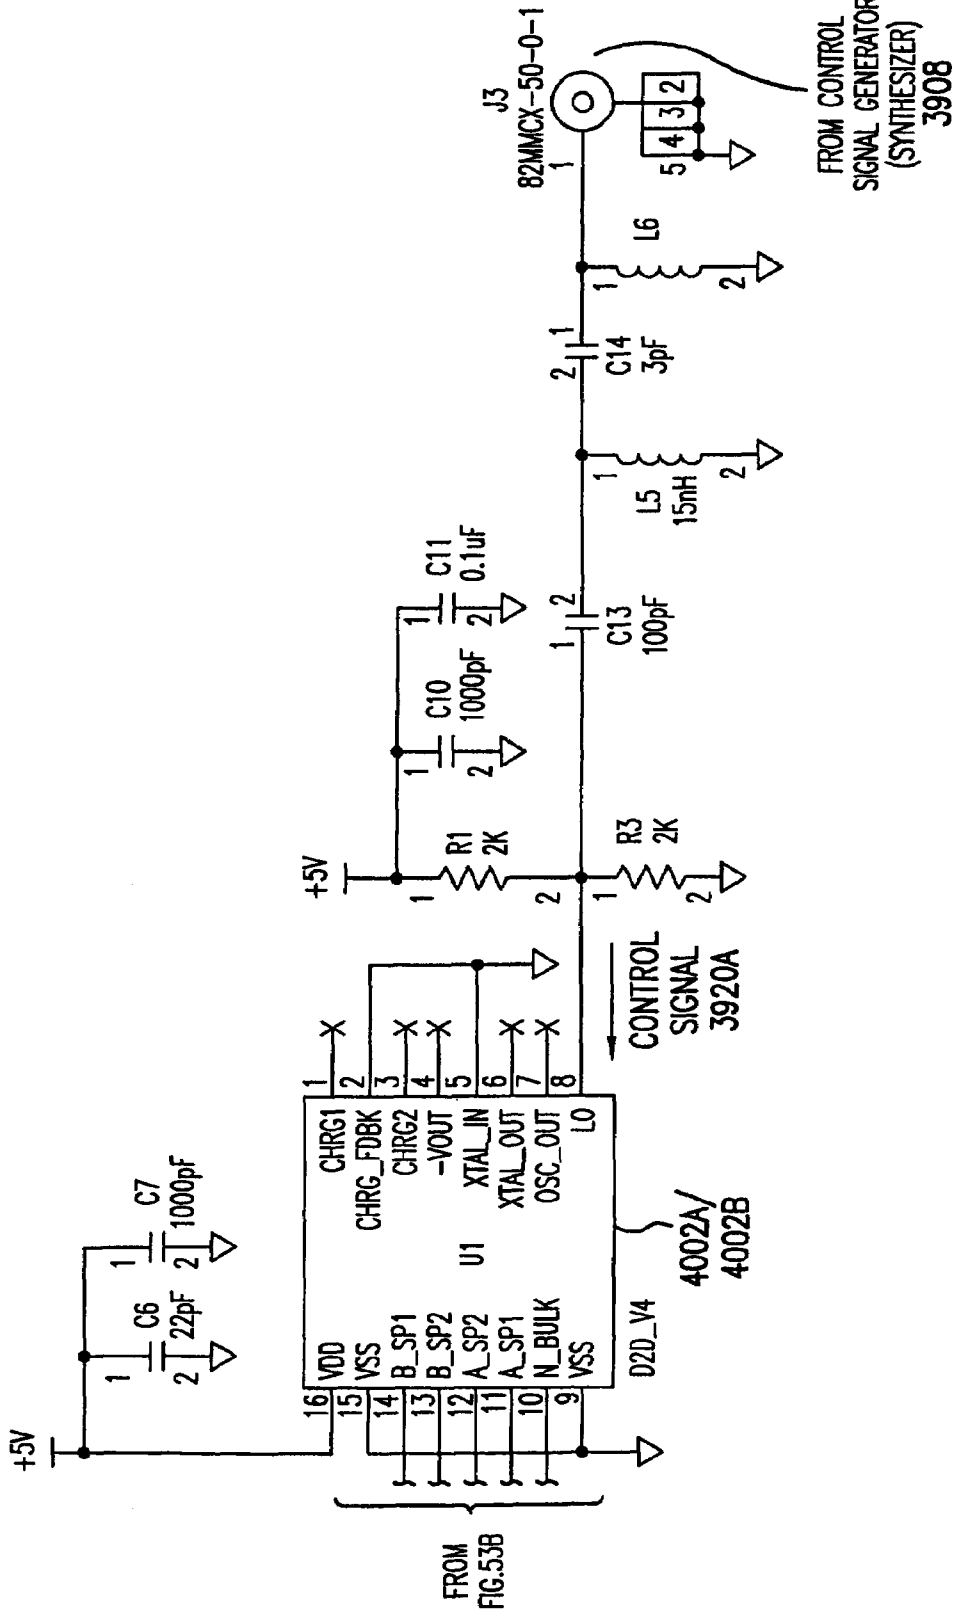 J3
82MMCX-50-0-1
1
5 4 3 2
FROM CONTROL
SIGNAL GENERATOR
(SYNTHESIZER)
3908
L6
1
2
1
2
C14
3pF
1
2
L5
15nH
C11
0.1uF
1
2
2
1
C13
100pF
C10
1000pF
1
2
+5V
R1
2K
1
2
R3
2K
1
2
CONTROL
SIGNAL
3920A
1
2
3
4
5
6
7
8
CHRG1
CHRG_FDBK
CHRG2
-VOUT
XTAL_IN
XTAL_OUT
OSC_OUT
LO
U1
4002A/
4002B
D2D_V4
VDD
VSS
B_SP1
B_SP2
A_SP2
A_SP1
N_BULK
VSS
16
15
14
13
12
11
10
9
C7
1000pF
1
2
C6
22pF
1
2
+5V
FROM
FIG.53B